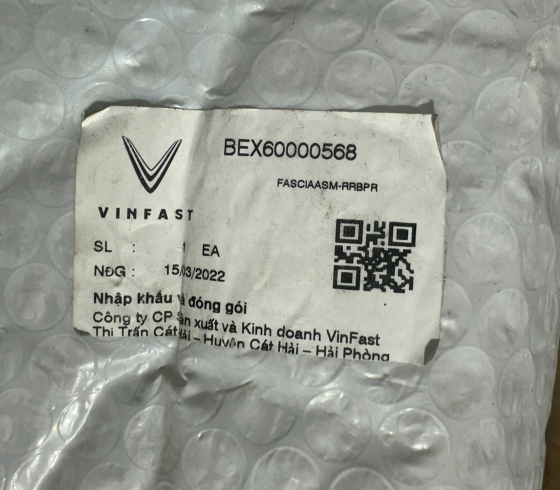 BEX60000568
FASCIAASM-RRBPR
VINFAST
SL : 1 EA
NĐG : 15/03/2022
Nhập khẩu và đóng gói
Công ty CP Sản xuất và Kinh doanh VinFast
Thị Trấn Cát Hải – Huyện Cát Hải – Hải Phòng